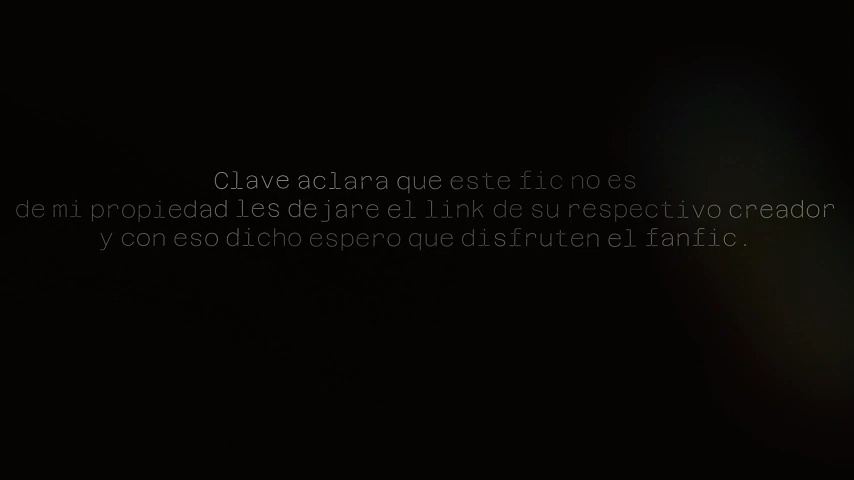 Clave aclara que este fic no es
de mi propiedad les dejare el link de su respectivo creador
y con eso dicho espero que disfruten el fanfic.